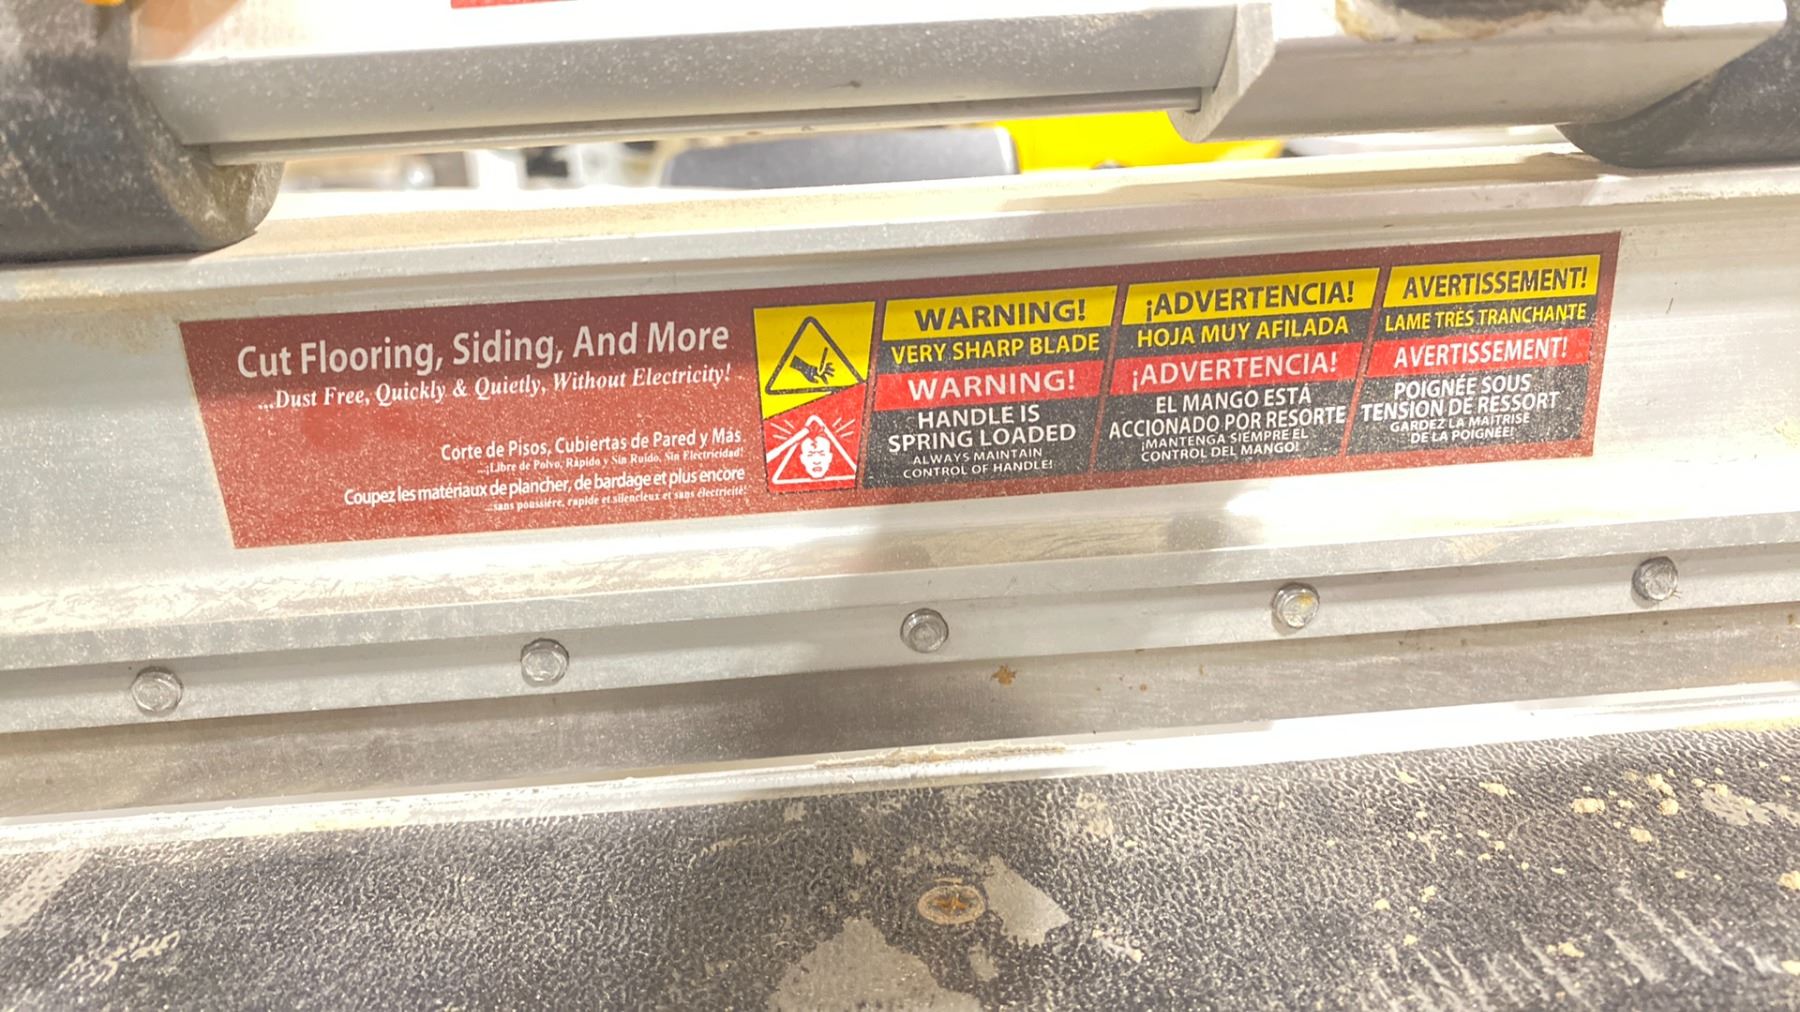 Cut Flooring, Siding, And More
...Dust Free, Quickly & Quietly, Without Electricity!
Corte de Pisos, Cubiertas de Pared y Más
...¡Libre de Polvo, Rápido y Sin Ruido, Sin Electricidad!
Coupez les matériaux de plancher, de bardage et plus encore
...sans poussière, rapide et silencieux et sans électricité!
WARNING!
VERY SHARP BLADE
WARNING!
HANDLE IS
SPRING LOADED
ALWAYS MAINTAIN
CONTROL OF HANDLE!
¡ADVERTENCIA!
HOJA MUY AFILADA
¡ADVERTENCIA!
EL MANGO ESTÁ
ACCIONADO POR RESORTE
¡MANTENGA SIEMPRE EL
CONTROL DEL MANGO!
AVERTISSEMENT!
LAME TRÈS TRANCHANTE
AVERTISSEMENT!
POIGNÉE SOUS
TENSION DE RESSORT
GARDEZ LA MAÎTRISE
DE LA POIGNÉE!